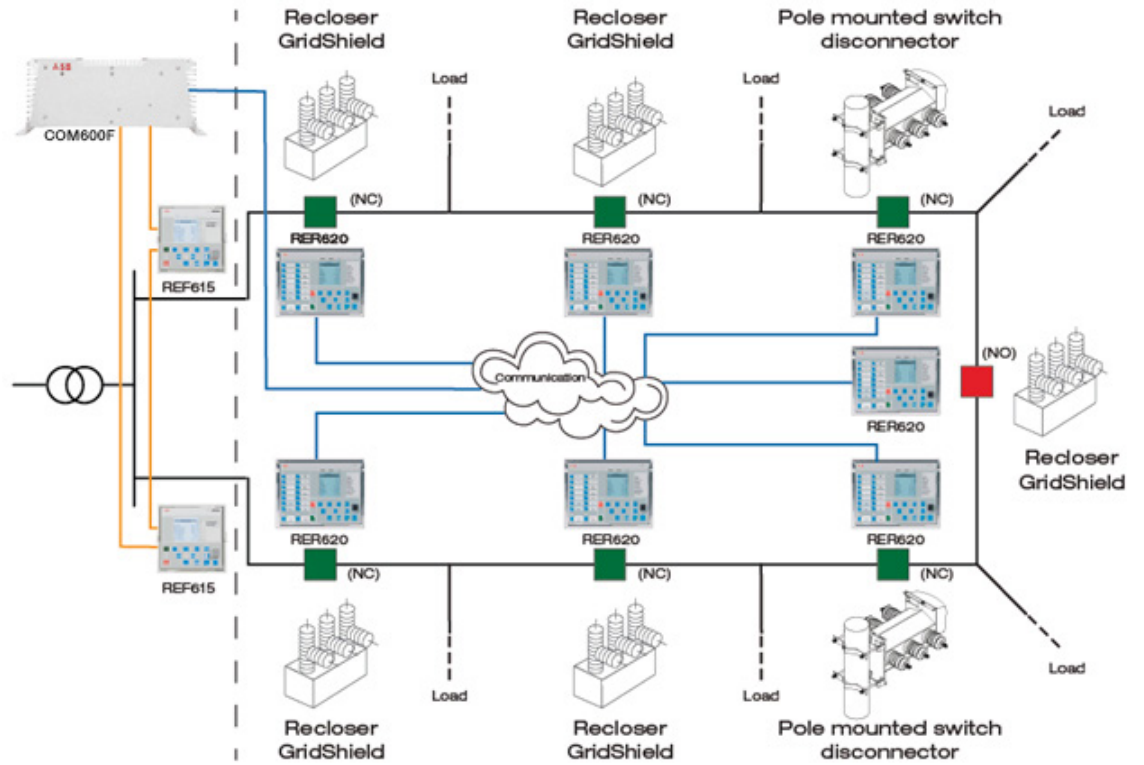 Recloser
GridShield
Recloser
GridShield
Pole mounted switch
disconnector
ABB
COM600F
Load
Load
Load
(NC)
(NC)
(NC)
RER620
RER620
RER620
REF615
(NO)
Communication
RER620
Recloser
GridShield
RER620
RER620
RER620
REF615
(NC)
(NC)
(NC)
Load
Load
Load
Recloser
GridShield
Recloser
GridShield
Pole mounted switch
disconnector